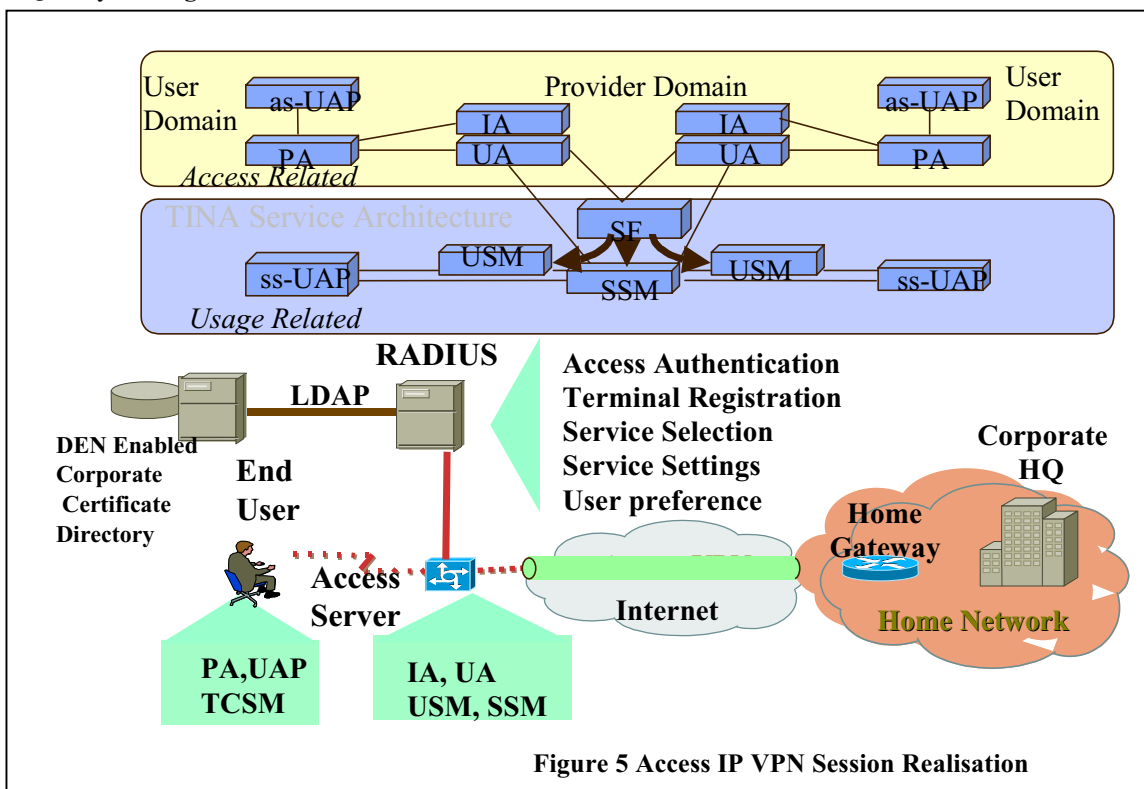 User
Domain
as-UAP
Provider Domain
as-UAP
User
Domain
IA
IA
PA
UA
UA
PA
Access Related
TINA Service Architecture
SF
USM
USM
ss-UAP
SSM
ss-UAP
Usage Related
RADIUS
LDAP
DEN Enabled
Corporate
Certificate
Directory
Access Authentication
Terminal Registration
Service Selection
Service Settings
User preference
End
User
Access
Server
Internet
Corporate
HQ
Home
Gateway
Home Network
PA,UAP
TCSM
IA, UA
USM, SSM
Figure 5 Access IP VPN Session Realisation